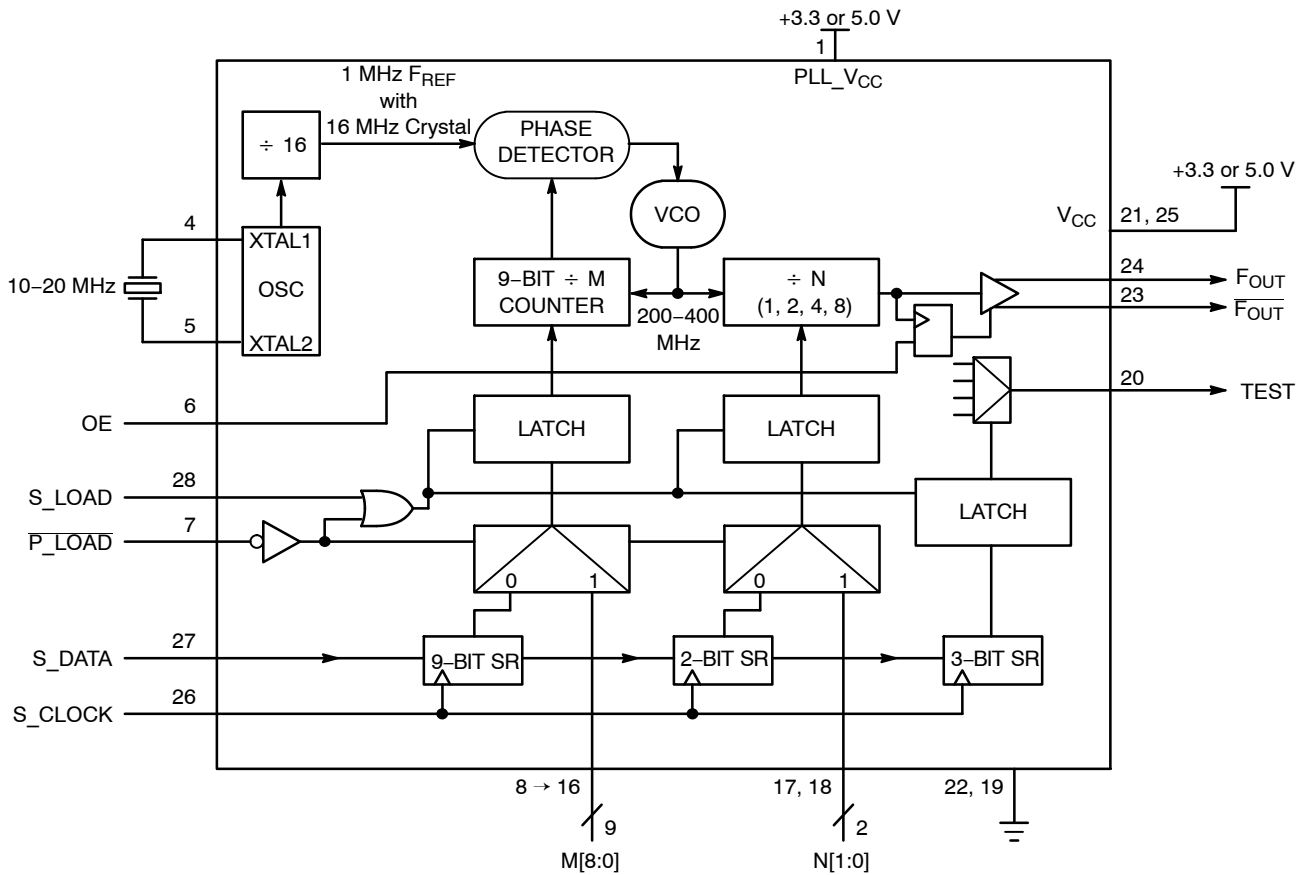 +3.3 or 5.0 V
1
PLL_VCC
1 MHz FREF
with
16 MHz Crystal
÷ 16
PHASE
DETECTOR
VCO
+3.3 or 5.0 V
VCC
21, 25
4
XTAL1
10–20 MHz
OSC
5
XTAL2
9–BIT ÷ M
COUNTER
200–400
MHz
÷ N
(1, 2, 4, 8)
24
FOUT
23
F̅O̅U̅T̅
20
TEST
6
OE
LATCH
LATCH
28
S_LOAD
LATCH
7
P̅_̅L̅O̅A̅D̅
0 1
0 1
27
S_DATA
9–BIT SR
2–BIT SR
3–BIT SR
26
S_CLOCK
8 → 16
17, 18
22, 19
9
2
M[8:0]
N[1:0]